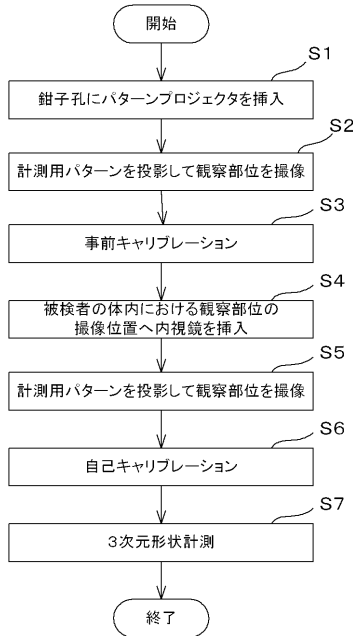 開始
S1
鉗子孔にパターンプロジェクタを挿入
S2
計測用パターンを投影して観察部位を撮像
S3
事前キャリブレーション
S4
被検者の体内における観察部位の
撮像位置へ内視鏡を挿入
S5
計測用パターンを投影して観察部位を撮像
S6
自己キャリブレーション
S7
3次元形状計測
終了